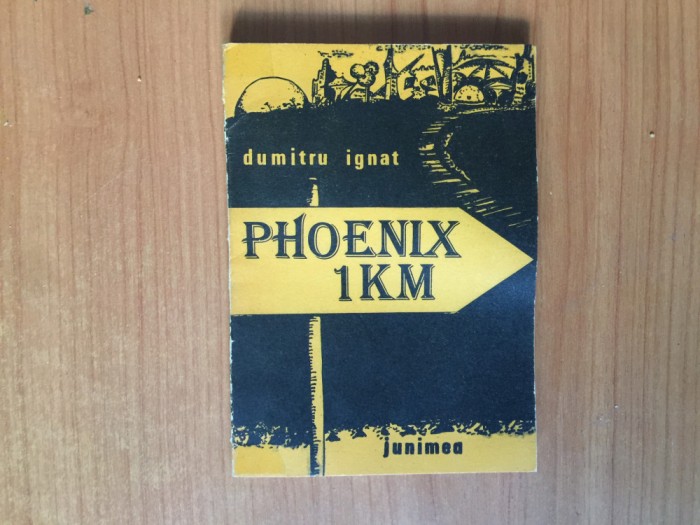 dumitru ignat
PHOENIX
1KM
junimea